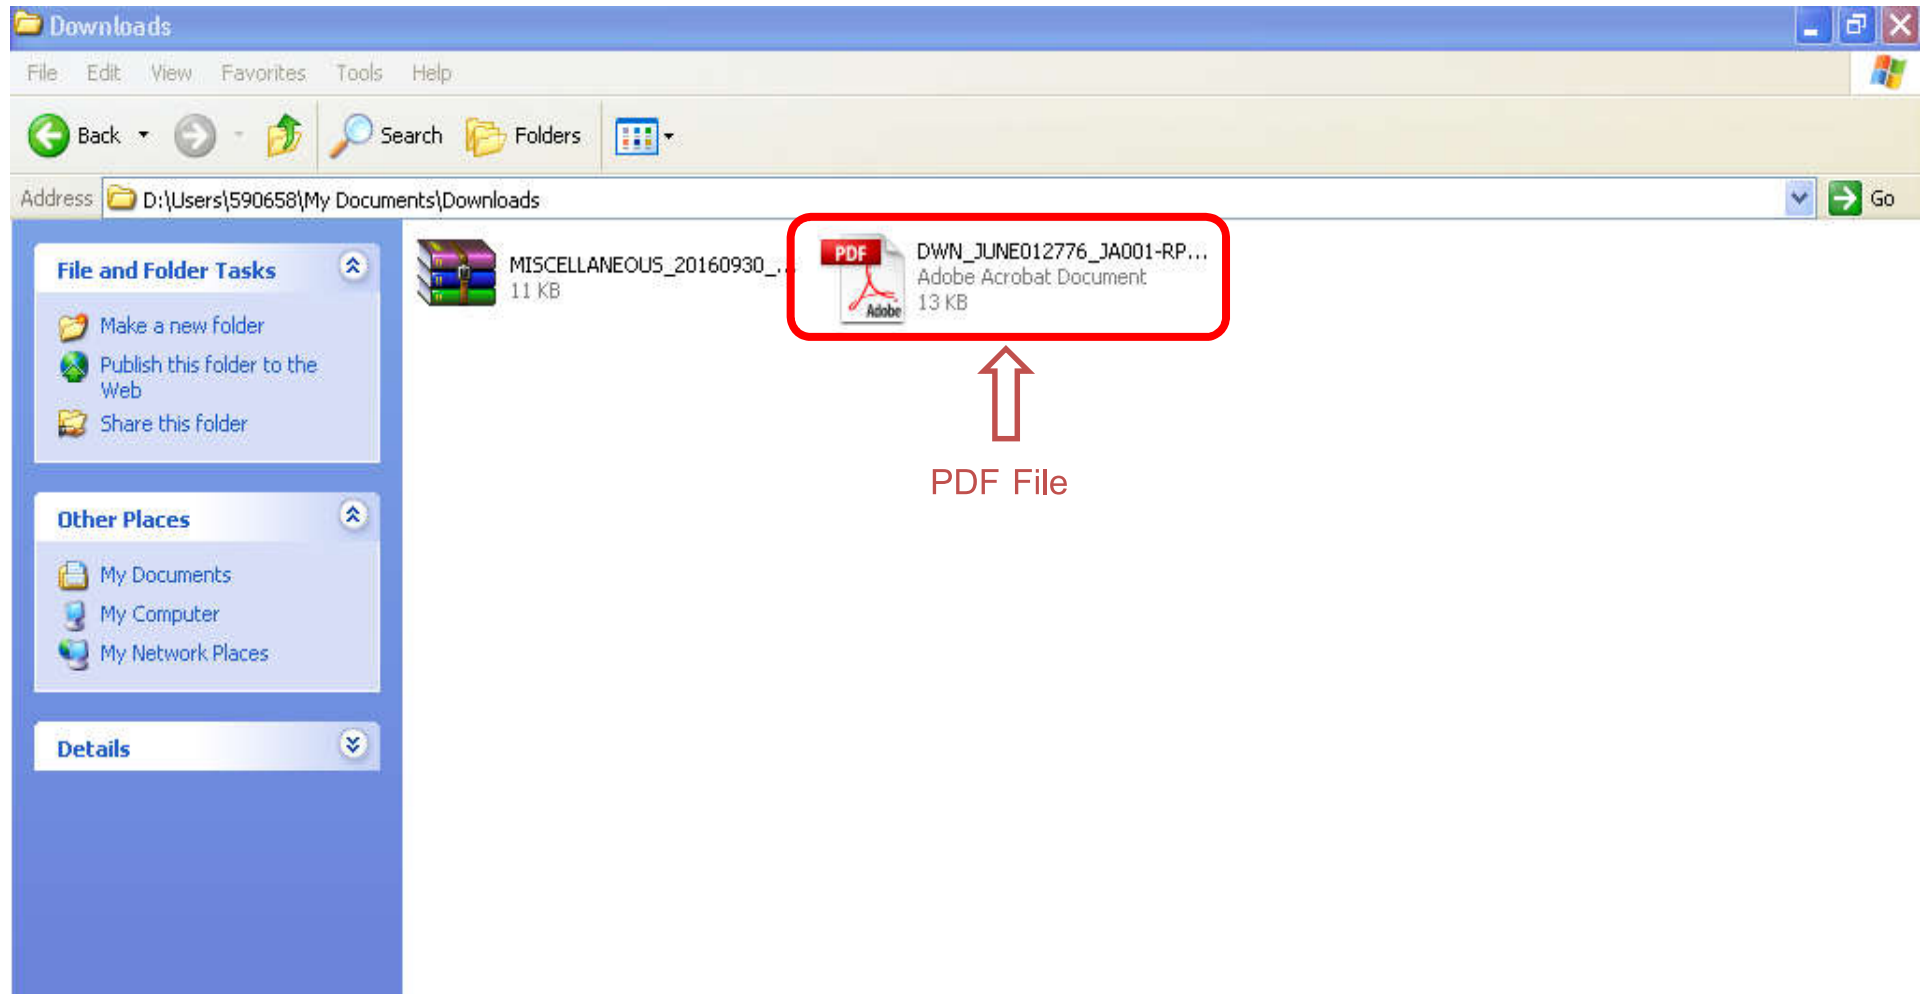 Downloads
File Edit View Favorites Tools Help
Back Search Folders
Address D:\Users\590658\My Documents\Downloads Go
File and Folder Tasks
Make a new folder
Publish this folder to the
Web
Share this folder
Other Places
My Documents
My Computer
My Network Places
Details
MISCELLANEOUS_20160930_...
11 KB
PDF
Adobe
DWN_JUNE012776_JA001-RP...
Adobe Acrobat Document
13 KB
PDF File